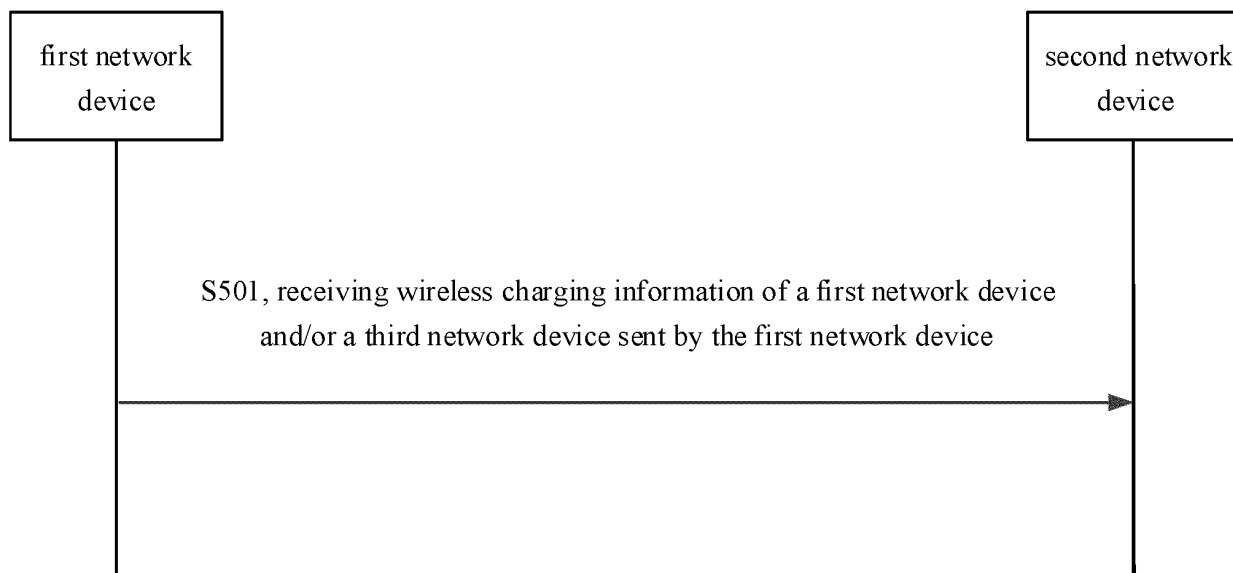 first network
device
second network
device
S501, receiving wireless charging information of a first network device
and/or a third network device sent by the first network device